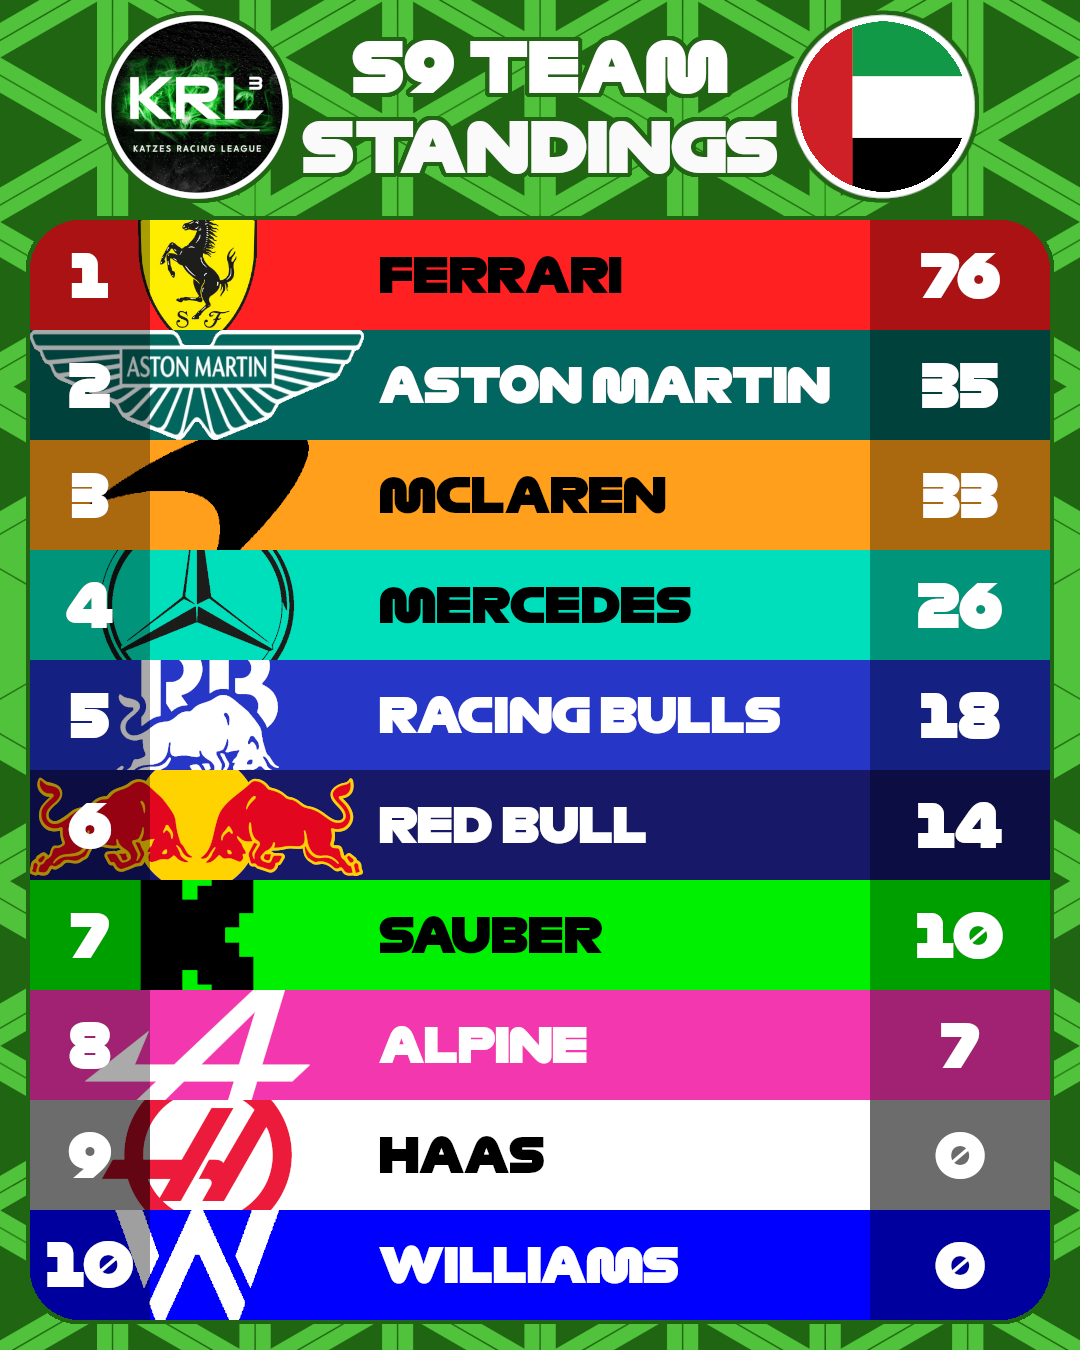 KRL3
KATZES RACING LEAGUE
S9 TEAM
STANDINGS
1 S F FERRARI 76
2 ASTON MARTIN ASTON MARTIN 35
3 MCLAREN 33
4 MERCEDES 26
5 RB RACING BULLS 18
6 RED BULL 14
7 K SAUBER 10
8 A ALPINE 7
9 H HAAS 0
10 W WILLIAMS 0